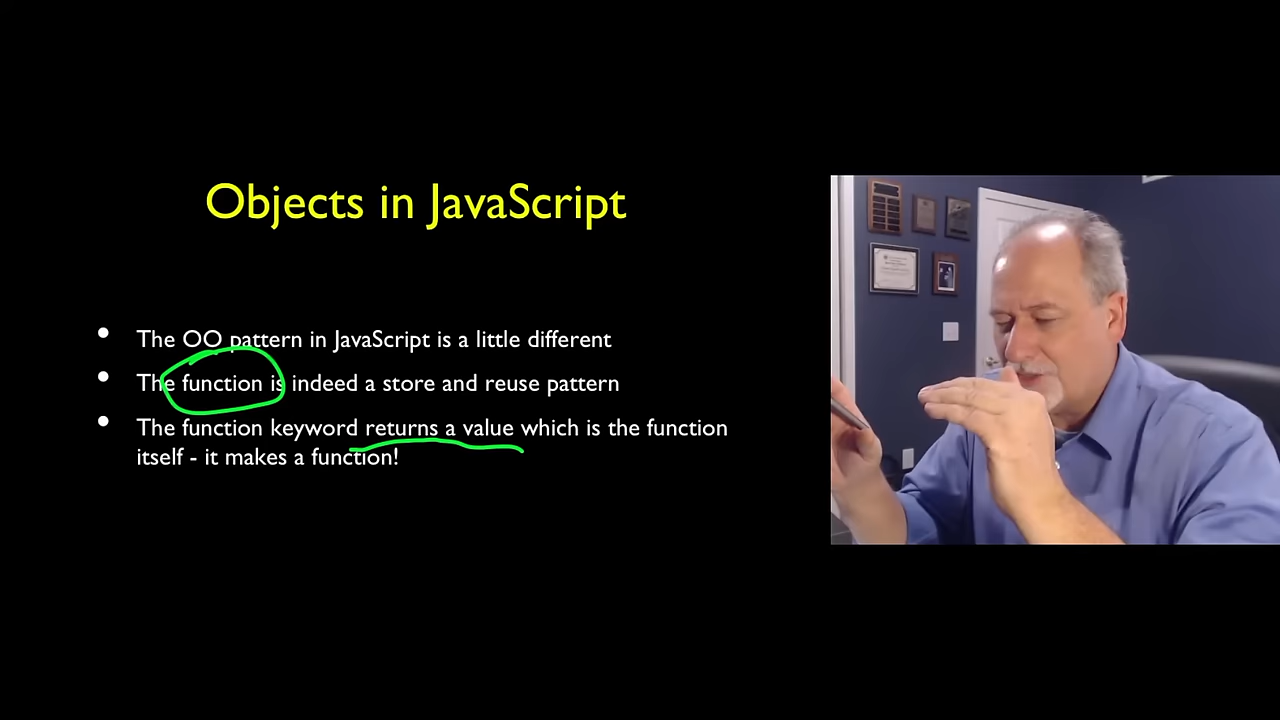 Objects in JavaScript
• The OO pattern in JavaScript is a little different
• The function is indeed a store and reuse pattern
• The function keyword returns a value which is the function
itself - it makes a function!